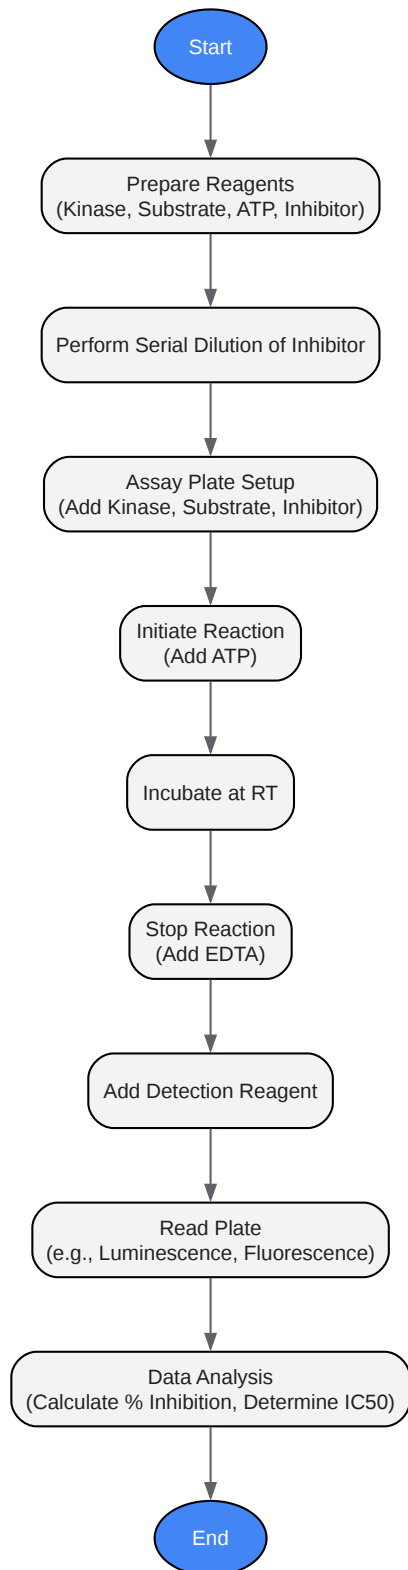 Start
Prepare Reagents
(Kinase, Substrate, ATP, Inhibitor)
Perform Serial Dilution of Inhibitor
Assay Plate Setup
(Add Kinase, Substrate, Inhibitor)
Initiate Reaction
(Add ATP)
Incubate at RT
Stop Reaction
(Add EDTA)
Add Detection Reagent
Read Plate
(e.g., Luminescence, Fluorescence)
Data Analysis
(Calculate % Inhibition, Determine IC50)
End